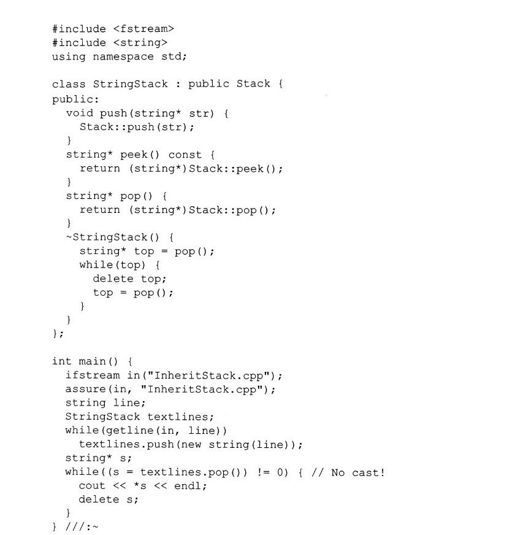 #include <fstream>
#include <string>
using namespace std;
class StringStack : public Stack {
public:
void push(string* str) {
Stack::push(str);
}
string* peek() const {
return (string*)Stack::peek();
}
string* pop() {
return (string*)Stack::pop();
}
~StringStack() {
string* top = pop();
while(top) {
delete top;
top = pop();
}
}
};
int main() {
ifstream in("InheritStack.cpp");
assure(in, "InheritStack.cpp");
string line;
StringStack textlines;
while(getline(in, line))
textlines.push(new string(line));
string* s;
while((s = textlines.pop()) != 0) { // No cast!
cout << *s << endl;
delete s;
}
} ///:~